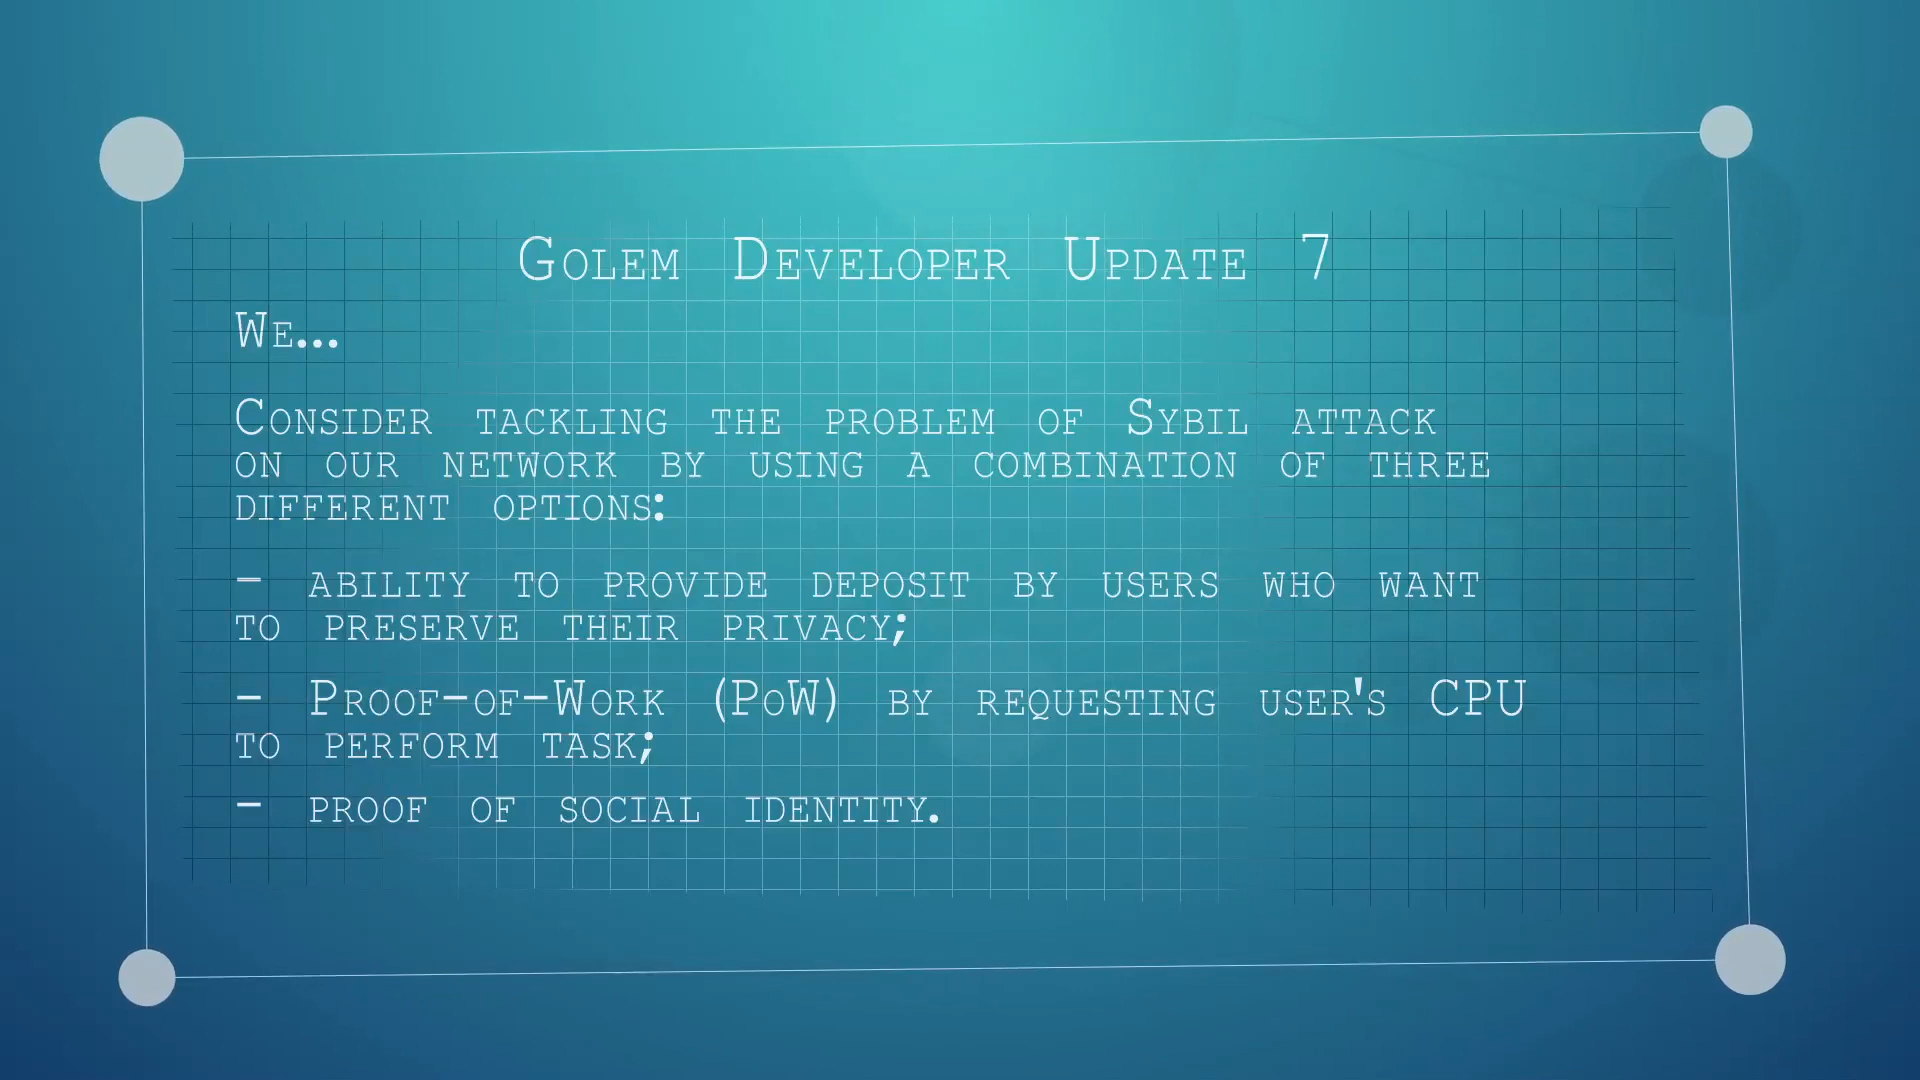 Golem Developer Update 7
We...
Consider tackling the problem of Sybil attack
on our network by using a combination of three
different options:
- ability to provide deposit by users who want
to preserve their privacy;
- Proof-of-Work (PoW) by requesting user's CPU
to perform task;
- proof of social identity.